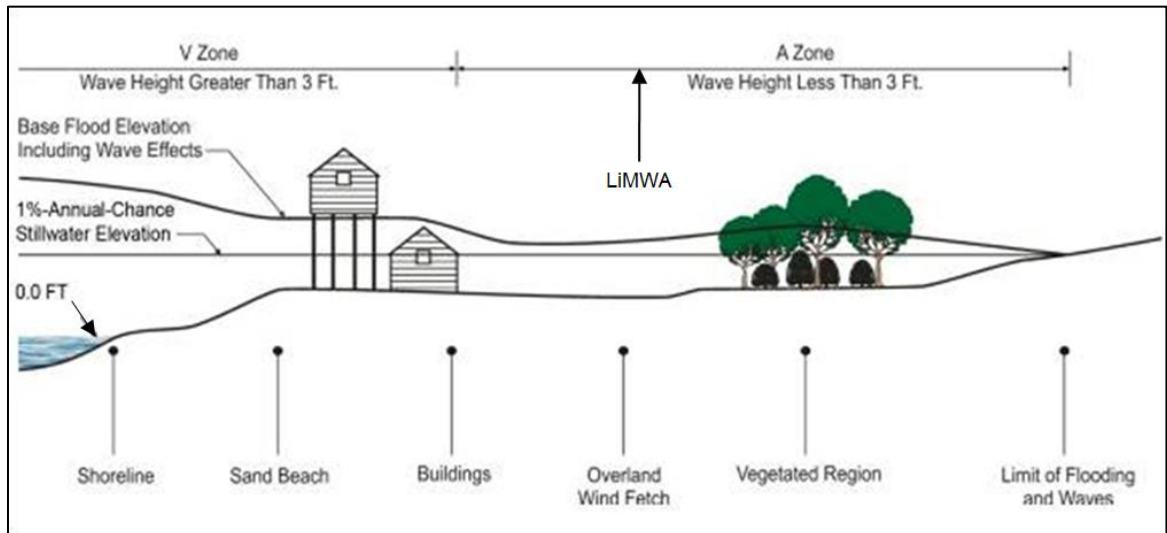 V Zone
Wave Height Greater Than 3 Ft.
A Zone
Wave Height Less Than 3 Ft.
Base Flood Elevation
Including Wave Effects
LiMWA
1%-Annual-Chance
Stillwater Elevation
0.0 FT
Shoreline
Sand Beach
Buildings
Overland
Wind Fetch
Vegetated Region
Limit of Flooding
and Waves